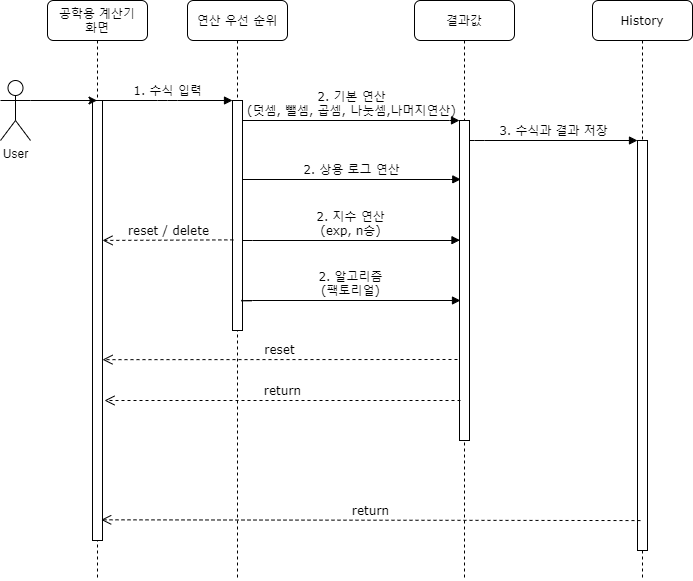 공학용 계산기
화면
연산 우선 순위
결과값
History
1. 수식 입력
2. 기본 연산
(덧셈, 뺄셈, 곱셈, 나눗셈,나머지연산)
3. 수식과 결과 저장
User
2. 상용 로그 연산
2. 지수 연산
(exp, n승)
reset / delete
2. 알고리즘
(팩토리얼)
reset
return
return